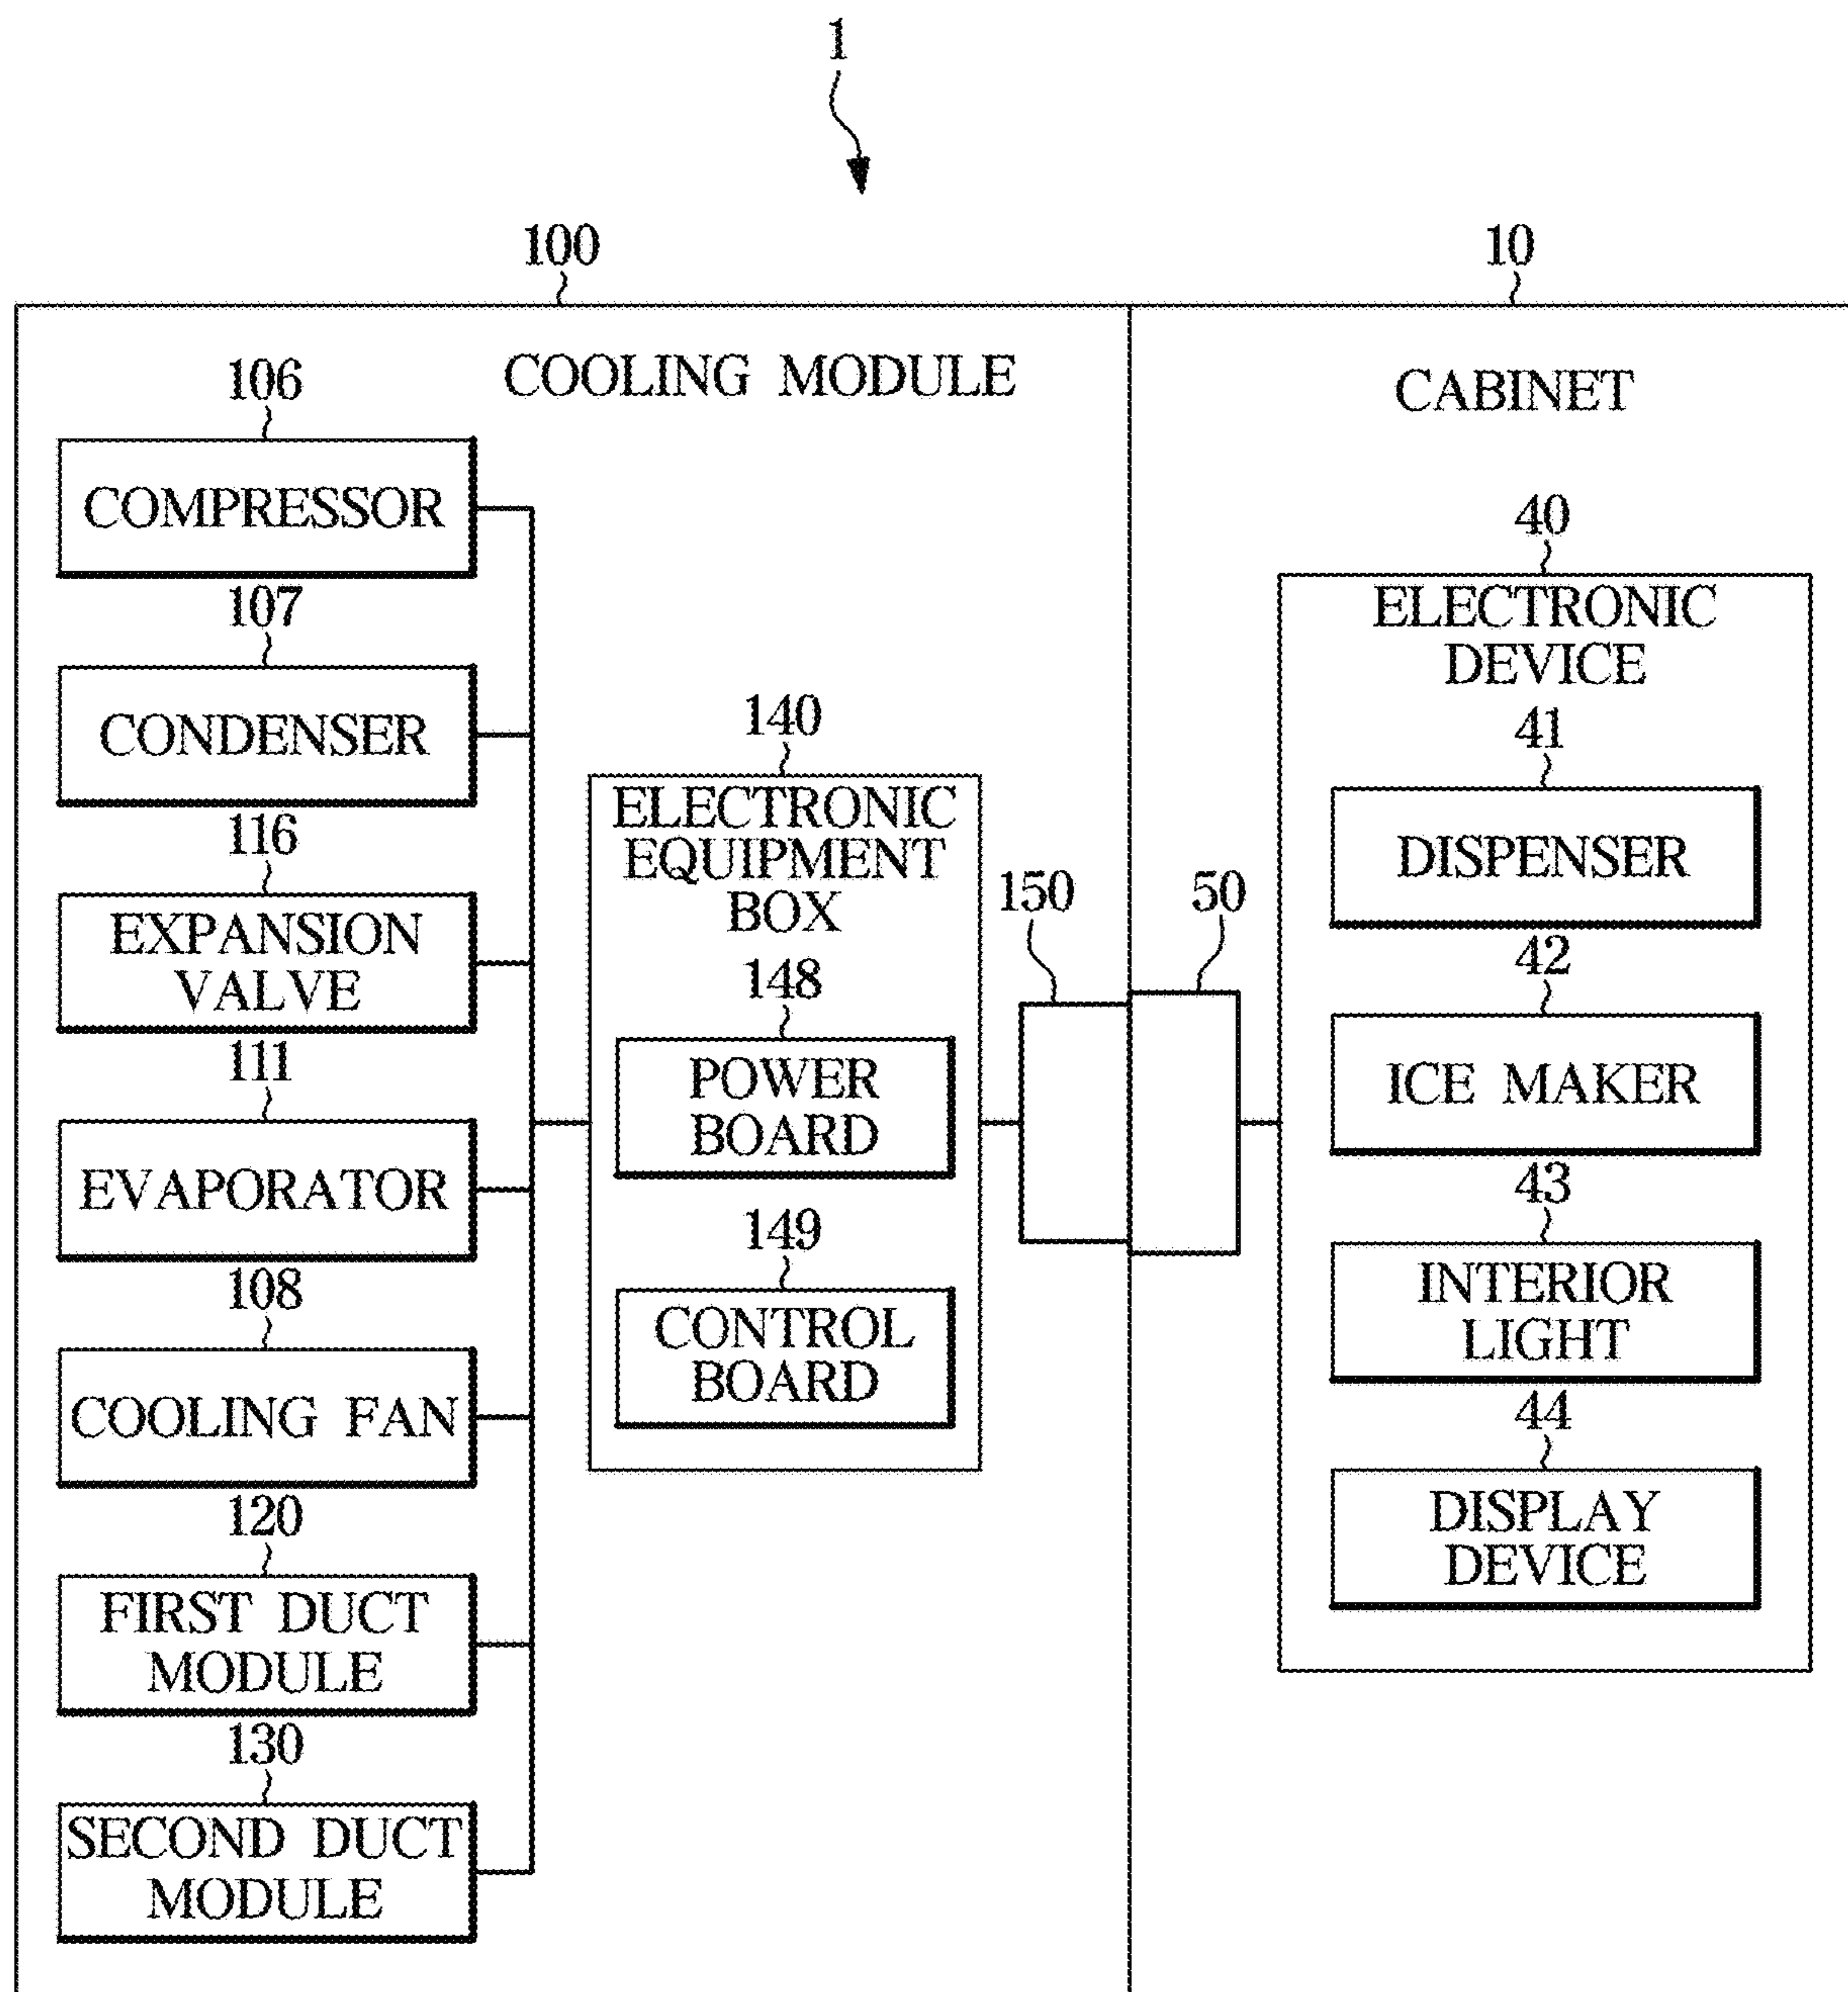 1
100
10
COOLING MODULE
CABINET
106
COMPRESSOR
107
CONDENSER
116
EXPANSION
VALVE
111
EVAPORATOR
108
COOLING FAN
120
FIRST DUCT
MODULE
130
SECOND DUCT
MODULE
140
ELECTRONIC
EQUIPMENT
BOX
148
POWER
BOARD
149
CONTROL
BOARD
150
50
40
ELECTRONIC
DEVICE
41
DISPENSER
42
ICE MAKER
43
INTERIOR
LIGHT
44
DISPLAY
DEVICE